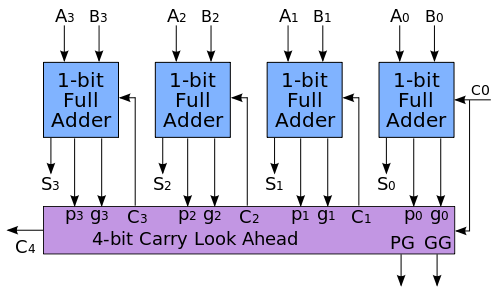 A3 B3 A2 B2 A1 B1 A0 B0
1-bit Full Adder
1-bit Full Adder
1-bit Full Adder
1-bit Full Adder
C0
S3 S2 S1 S0
p3 g3 C3 p2 g2 C2 p1 g1 C1 p0 g0
4-bit Carry Look Ahead
PG GG
C4